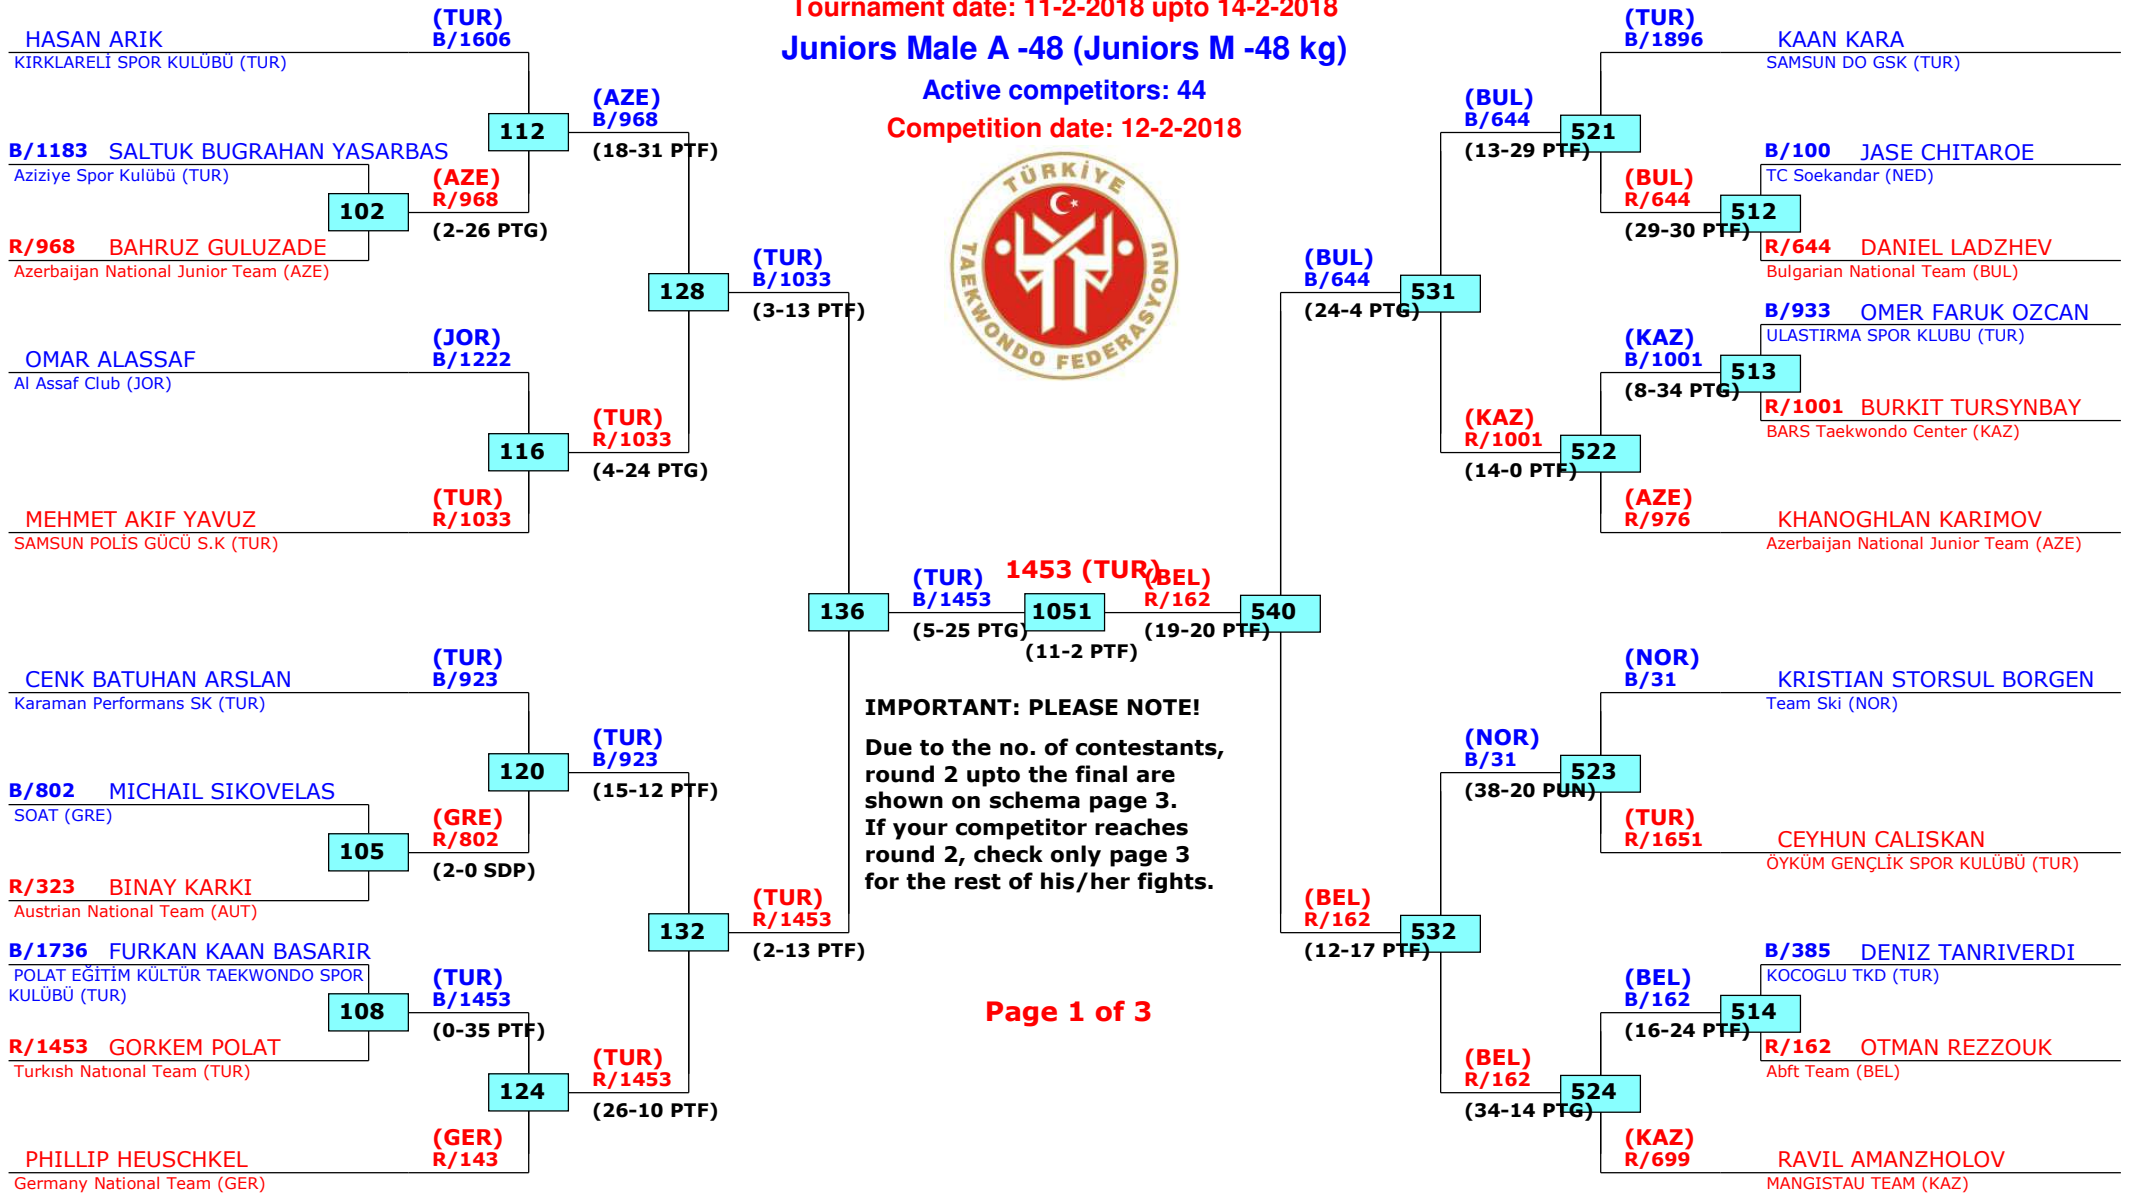 Tournament date: 11-2-2018 upto 14-2-2018
Juniors Male A -48 (Juniors M -48 kg)
Active competitors: 44
Competition date: 12-2-2018
TÜRKİYE
TAEKWONDO FEDERASYONU
HASAN ARIK
KIRKLARELİ SPOR KULÜBÜ (TUR)
(TUR)
B/1606
112
B/1183 SALTUK BUGRAHAN YASARBAS
Aziziye Spor Kulübü (TUR)
102
R/968 BAHRUZ GULUZADE
Azerbaijan National Junior Team (AZE)
(AZE)
R/968
(2-26 PTG)
(AZE)
B/968
(18-31 PTF)
128
OMAR ALASSAF
Al Assaf Club (JOR)
(JOR)
B/1222
116
MEHMET AKIF YAVUZ
SAMSUN POLİS GÜCÜ S.K (TUR)
(TUR)
R/1033
(TUR)
R/1033
(4-24 PTG)
(TUR)
B/1033
(3-13 PTF)
136
CENK BATUHAN ARSLAN
Karaman Performans SK (TUR)
(TUR)
B/923
120
B/802 MICHAIL SIKOVELAS
SOAT (GRE)
105
R/323 BINAY KARKI
Austrian National Team (AUT)
(GRE)
R/802
(2-0 SDP)
(TUR)
B/923
(15-12 PTF)
132
B/1736 FURKAN KAAN BASARIR
POLAT EĞİTİM KÜLTÜR TAEKWONDO SPOR
KULÜBÜ (TUR)
108
R/1453 GORKEM POLAT
Turkısh Natıonal Team (TUR)
(TUR)
B/1453
(0-35 PTF)
124
PHILLIP HEUSCHKEL
Germany National Team (GER)
(GER)
R/143
(TUR)
R/1453
(26-10 PTF)
(TUR)
R/1453
(2-13 PTF)
(TUR)
B/1453
(5-25 PTG)
1453 (TUR)
1051
(11-2 PTF)
(BEL)
R/162
(19-20 PTF)
540
IMPORTANT: PLEASE NOTE!
Due to the no. of contestants,
round 2 upto the final are
shown on schema page 3.
If your competitor reaches
round 2, check only page 3
for the rest of his/her fights.
Page 1 of 3
(TUR)
B/1896
KAAN KARA
SAMSUN DO GSK (TUR)
(BUL)
B/644
(13-29 PTF)
521
B/100 JASE CHITAROE
TC Soekandar (NED)
(BUL)
R/644
(29-30 PTF)
512
R/644 DANIEL LADZHEV
Bulgarian National Team (BUL)
(BUL)
B/644
(24-4 PTG)
531
B/933 OMER FARUK OZCAN
ULASTIRMA SPOR KLUBU (TUR)
(KAZ)
B/1001
(8-34 PTG)
513
R/1001 BURKIT TURSYNBAY
BARS Taekwondo Center (KAZ)
(KAZ)
R/1001
(14-0 PTF)
522
(AZE)
R/976
KHANOGHLAN KARIMOV
Azerbaijan National Junior Team (AZE)
(NOR)
B/31
KRISTIAN STORSUL BORGEN
Team Ski (NOR)
(NOR)
B/31
(38-20 PUN)
523
(TUR)
R/1651
CEYHUN CALISKAN
ÖYKÜM GENÇLİK SPOR KULÜBÜ (TUR)
(BEL)
R/162
(12-17 PTF)
532
B/385 DENIZ TANRIVERDI
KOCOGLU TKD (TUR)
(BEL)
B/162
(16-24 PTF)
514
R/162 OTMAN REZZOUK
Abft Team (BEL)
(BEL)
R/162
(34-14 PTG)
524
(KAZ)
R/699
RAVIL AMANZHOLOV
MANGISTAU TEAM (KAZ)